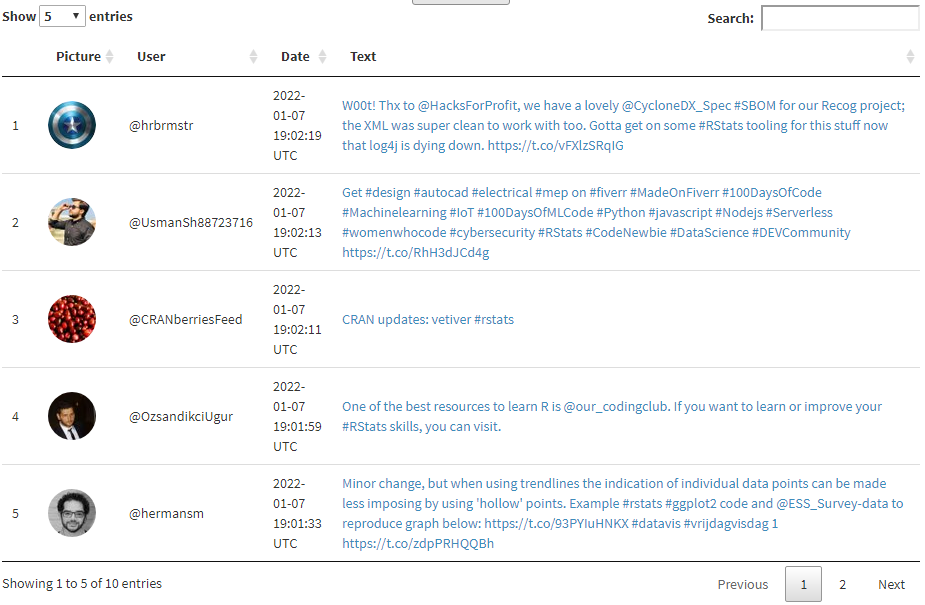 Show 5 entries
Search:
Picture User Date Text
1 @hrbrmstr
2022-
01-07
19:02:19
UTC
W00t! Thx to @HacksForProfit, we have a lovely @CycloneDX_Spec #SBOM for our Recog project;
the XML was super clean to work with too. Gotta get on some #RStats tooling for this stuff now
that log4j is dying down. https://t.co/vFXlzSRqIG
2 @UsmanSh88723716
2022-
01-07
19:02:13
UTC
Get #design #autocad #electrical #mep on #fiverr #MadeOnFiverr #100DaysOfCode
#Machinelearning #IoT #100DaysOfMLCode #Python #javascript #Nodejs #Serverless
#womenwhocode #cybersecurity #RStats #CodeNewbie #DataScience #DEVCommunity
https://t.co/RhH3dJCd4g
3 @CRANberriesFeed
2022-
01-07
19:02:11
UTC
CRAN updates: vetiver #rstats
4 @OzsandikciUgur
2022-
01-07
19:01:59
UTC
One of the best resources to learn R is @our_codingclub. If you want to learn or improve your
#RStats skills, you can visit.
5 @hermansm
2022-
01-07
19:01:33
UTC
Minor change, but when using trendlines the indication of individual data points can be made
less imposing by using 'hollow' points. Example #rstats #ggplot2 code and @ESS_Survey-data to
reproduce graph below: https://t.co/93PYIuHNKX #datavis #vrijdagvisdag 1
https://t.co/zdpPRHQQBh
Showing 1 to 5 of 10 entries
Previous 1 2 Next